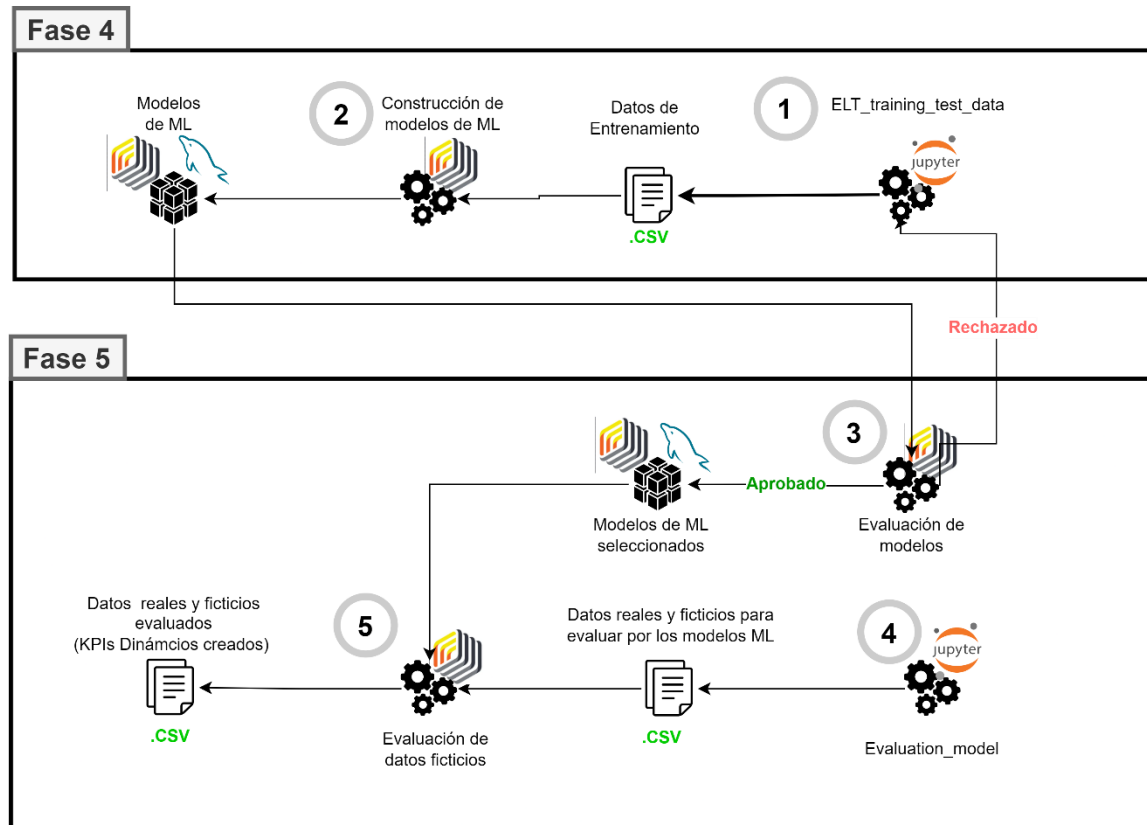 Fase 4
Modelos
de ML
2
Construcción de
modelos de ML
Datos de
Entrenamiento
.CSV
1
ELT_training_test_data
jupyter
Rechazado
Fase 5
3
Aprobado
Modelos de ML
seleccionados
Evaluación de
modelos
Datos reales y ficticios
evaluados
(KPIs Dinámcios creados)
.CSV
5
Evaluación de
datos ficticios
Datos reales y ficticios para
evaluar por los modelos ML
.CSV
4
jupyter
Evaluation_model